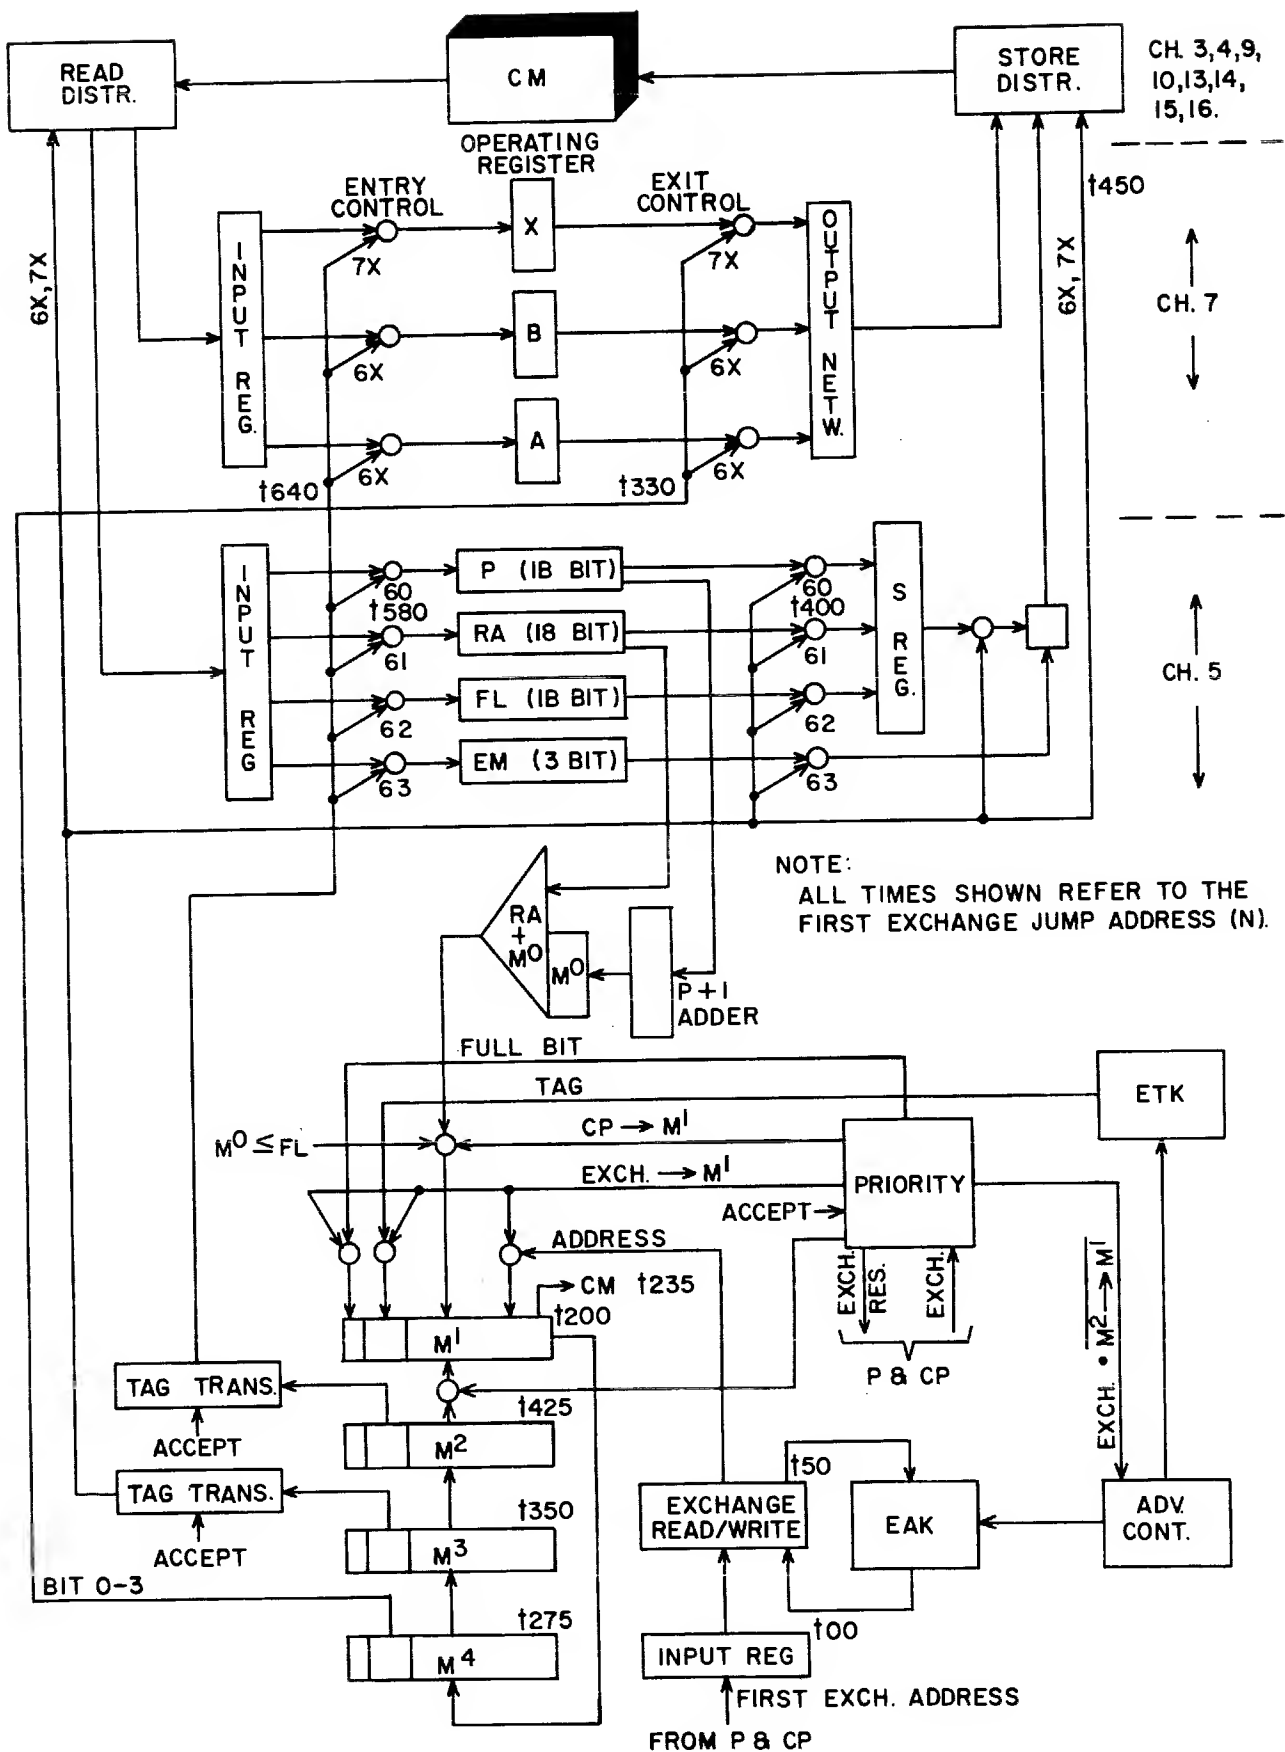 READ
DISTR.
CM
STORE
DISTR.
CH. 3,4,9,
10,13,14,
15,16.
OPERATING
REGISTER
ENTRY
CONTROL
EXIT
CONTROL
t450
INPUT REG.
X
7X
7X
OUTPUT NETW.
6X, 7X
6X, 7X
CH. 7
B
6X
6X
A
6X
6X
t640
t330
INPUT REG
P (18 BIT)
60
60
S REG.
t580
t400
RA (18 BIT)
61
61
CH. 5
FL (18 BIT)
62
62
EM (3 BIT)
63
63
NOTE:
ALL TIMES SHOWN REFER TO THE
FIRST EXCHANGE JUMP ADDRESS (N).
RA
+
M⁰
M⁰
P+1
ADDER
FULL BIT
TAG
ETK
CP → M¹
M⁰ ≤ FL
EXCH. → M¹
PRIORITY
ACCEPT
ADDRESS
EXCH.
RES.
EXCH.
EXCH. • M² → M¹
CM t235
t200
M¹
P & CP
TAG TRANS.
t425
ACCEPT
M²
t50
TAG TRANS.
EXCHANGE
READ/WRITE
EAK
ADV.
CONT.
t350
ACCEPT
M³
BIT 0-3
t275
t00
M⁴
INPUT REG
FIRST EXCH. ADDRESS
FROM P & CP